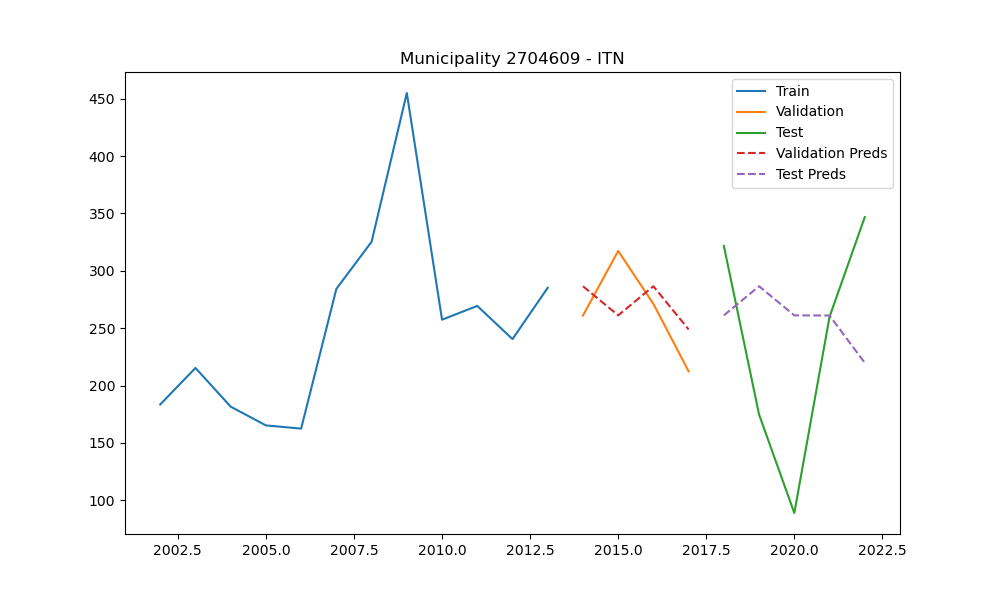 Municipality 2704609 - ITN
450
400
350
300
250
200
150
100
2002.5 2005.0 2007.5 2010.0 2012.5 2015.0 2017.5 2020.0 2022.5
Train
Validation
Test
Validation Preds
Test Preds